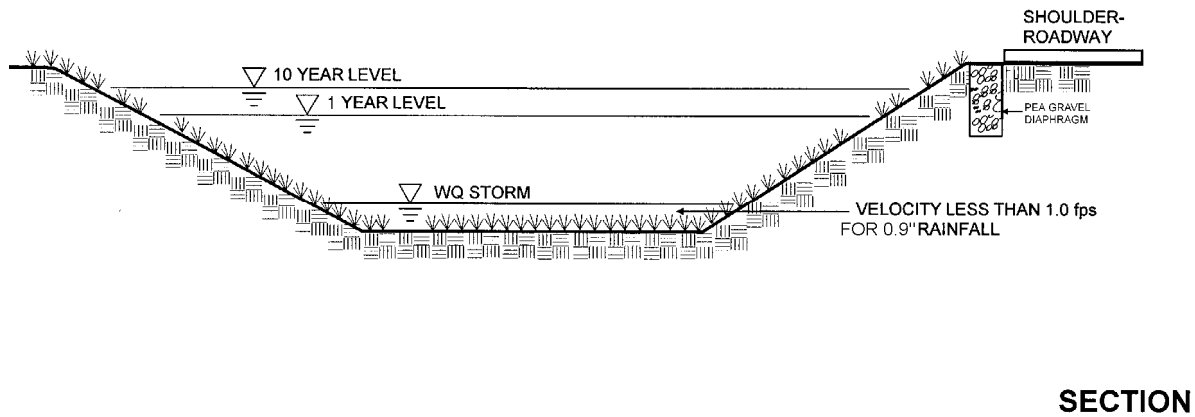 SHOULDER-
ROADWAY
10 YEAR LEVEL
1 YEAR LEVEL
PEA GRAVEL
DIAPHRAGM
WQ STORM
VELOCITY LESS THAN 1.0 fps
FOR 0.9" RAINFALL
SECTION